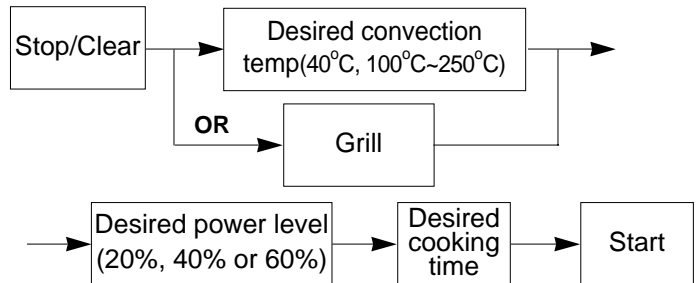 Stop/Clear
Desired convection
temp(40°C, 100°C~250°C)
OR
Grill
Desired power level
(20%, 40% or 60%)
Desired
cooking
time
Start